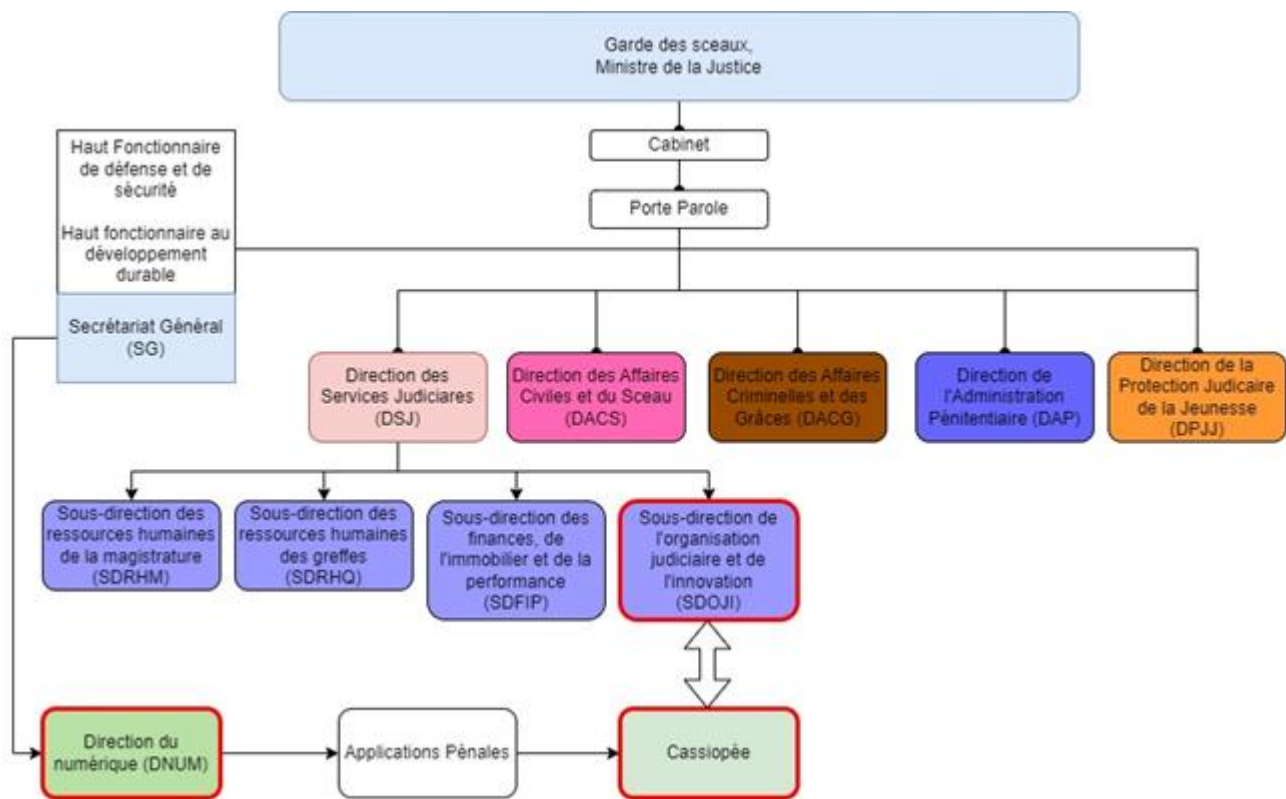 Garde des sceaux,
Ministre de la Justice
Cabinet
Porte Parole
Haut Fonctionnaire
de défense et de
sécurité
Haut fonctionnaire au
développement
durable
Secrétariat Général
(SG)
Direction des
Services Judiciares
(DSJ)
Direction des Affaires
Civiles et du Sceau
(DACS)
Direction des Affaires
Criminelles et des
Grâces (DACG)
Direction de
l'Administration
Pénitentiaire (DAP)
Direction de la
Protection Judicaire
de la Jeunesse
(DPJJ)
Sous-direction des
ressources humaines
de la magistrature
(SDRHM)
Sous-direction des
ressources humaines
des greffes
(SDRHQ)
Sous-direction des
finances, de
l'immobilier et de la
performance
(SDFIP)
Sous-direction de
l'organisation
judiciaire et de
l'innovation
(SDOJI)
Direction du
numérique (DNUM)
Applications Pénales
Cassiopée